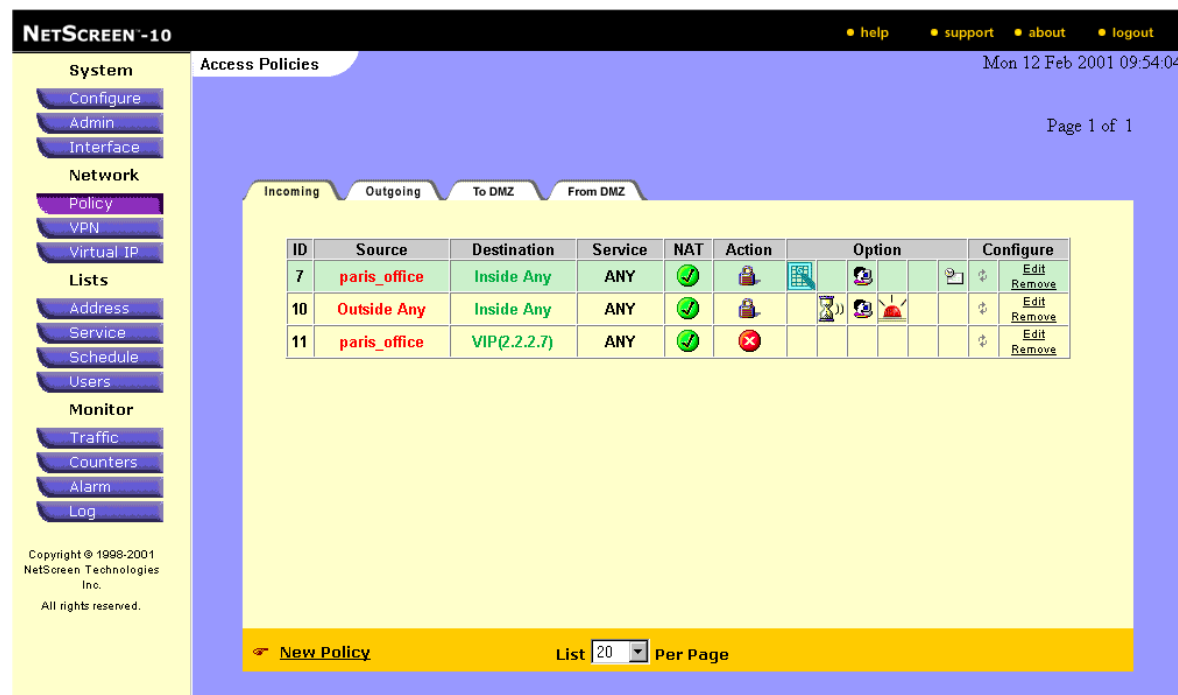 NETSCREEN™-10
help support about logout
System
Configure
Admin
Interface
Network
Policy
VPN
Virtual IP
Lists
Address
Service
Schedule
Users
Monitor
Traffic
Counters
Alarm
Log
Copyright © 1998-2001
NetScreen Technologies
Inc.
All rights reserved.
Access Policies
Mon 12 Feb 2001 09:54:04
Page 1 of 1
Incoming Outgoing To DMZ From DMZ
ID Source Destination Service NAT Action Option Configure
7 paris_office Inside Any ANY Edit
Remove
10 Outside Any Inside Any ANY Edit
Remove
11 paris_office VIP(2.2.2.7) ANY Edit
Remove
New Policy List 20 Per Page